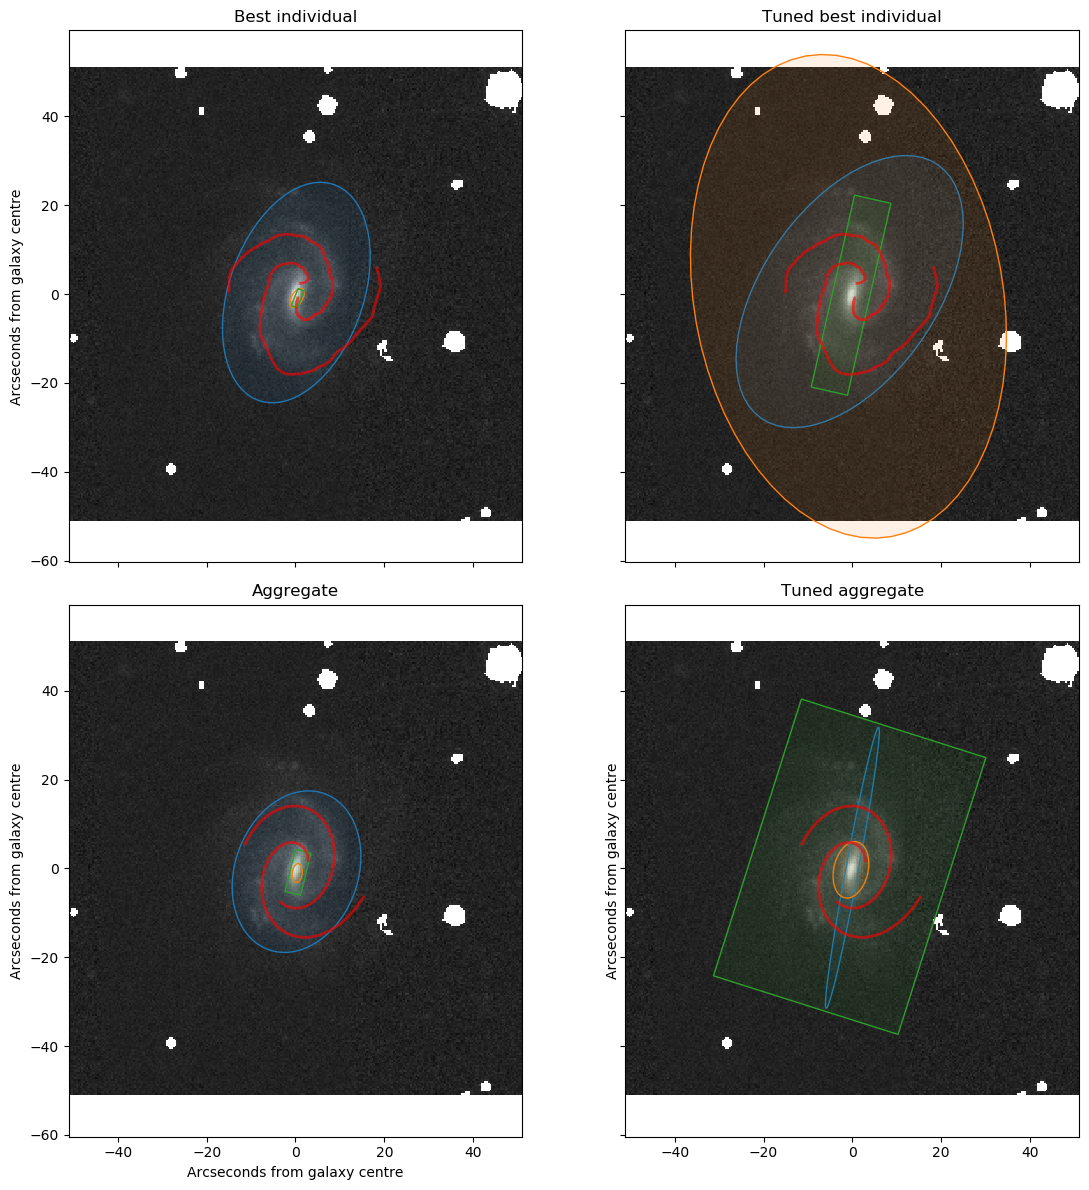 Best individual
Tuned best individual
Arcseconds from galaxy centre
40
20
0
−20
−40
−60
Aggregate
Tuned aggregate
Arcseconds from galaxy centre
40
20
0
−20
−40
−60
Arcseconds from galaxy centre
−40 −20 0 20 40
Arcseconds from galaxy centre
−40 −20 0 20 40